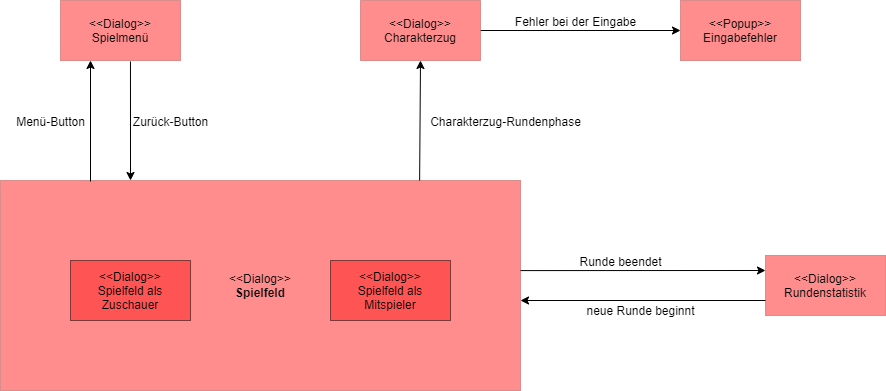 <<Dialog>>
Spielmenü
<<Dialog>>
Charakterzug
Fehler bei der Eingabe
<<Popup>>
Eingabefehler
Menü-Button
Zurück-Button
Charakterzug-Rundenphase
<<Dialog>>
Spielfeld als
Zuschauer
<<Dialog>>
Spielfeld
<<Dialog>>
Spielfeld als
Mitspieler
Runde beendet
neue Runde beginnt
<<Dialog>>
Rundenstatistik